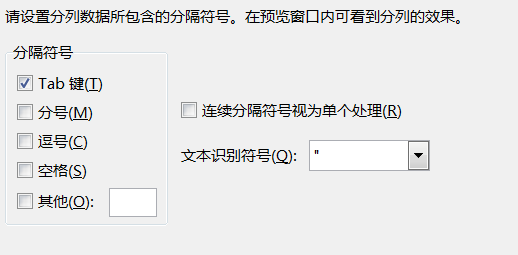 请设置分列数据所包含的分隔符号。在预览窗口内可看到分列的效果。
分隔符号
Tab 键(T)
分号(M)
连续分隔符号视为单个处理(R)
逗号(C)
文本识别符号(Q): "
空格(S)
其他(O):